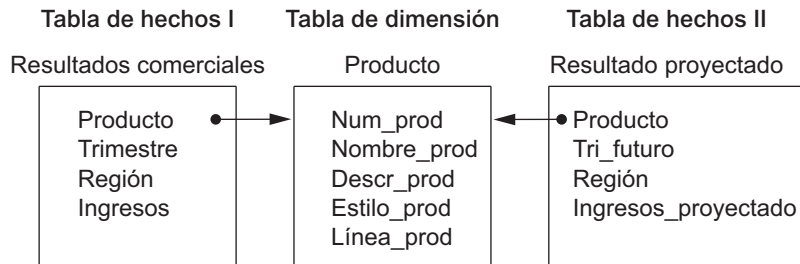 Tabla de hechos I
Tabla de dimensión
Tabla de hechos II
Resultados comerciales
Producto
Resultado proyectado
Producto
Trimestre
Región
Ingresos
Num_prod
Nombre_prod
Descr_prod
Estilo_prod
Línea_prod
Producto
Tri_futuro
Región
Ingresos_proyectado